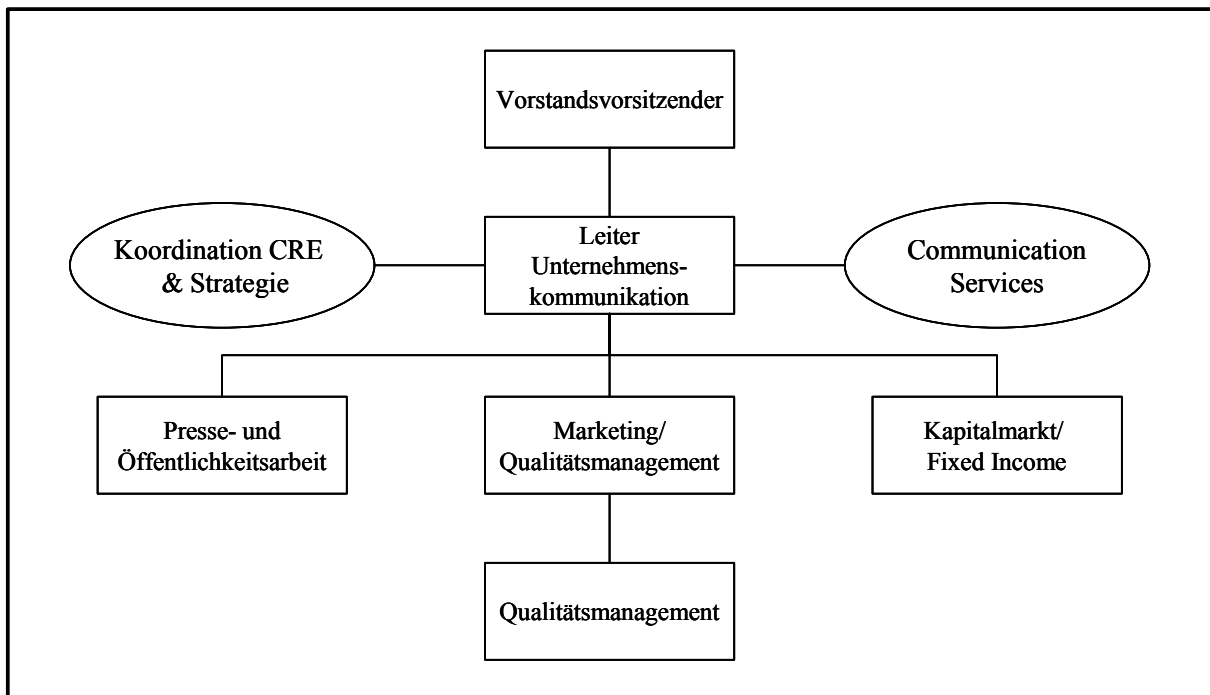 Vorstandsvorsitzender
Koordination CRE
& Strategie
Leiter
Unternehmens-
kommunikation
Communication
Services
Presse- und
Öffentlichkeitsarbeit
Marketing/
Qualitätsmanagement
Kapitalmarkt/
Fixed Income
Qualitätsmanagement